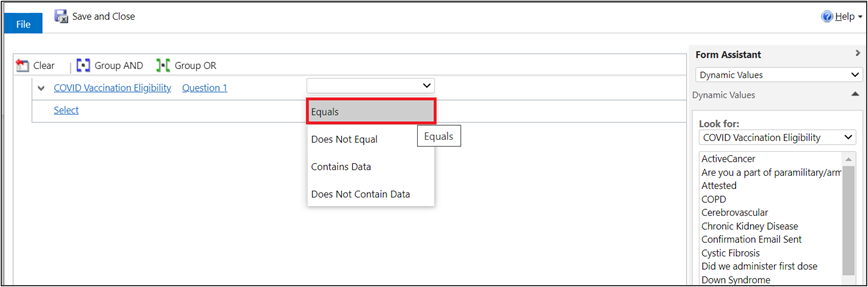 File
Save and Close
Help
Clear
Group AND
Group OR
COVID Vaccination Eligibility
Question 1
Select
Equals
Does Not Equal
Equals
Contains Data
Does Not Contain Data
Form Assistant
Dynamic Values
Dynamic Values
Look for:
COVID Vaccination Eligibility
ActiveCancer
Are you a part of paramilitary/arm
Attested
COPD
Cerebrovascular
Chronic Kidney Disease
Confirmation Email Sent
Cystic Fibrosis
Did we administer first dose
Down Syndrome